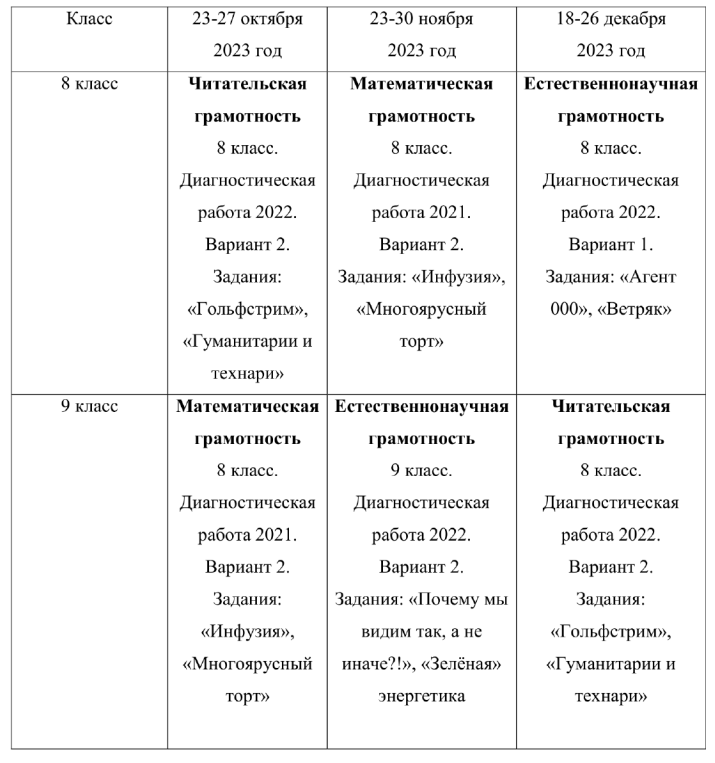 Класс
23-27 октября
2023 год
23-30 ноября
2023 год
18-26 декабря
2023 год
8 класс
Читательская
грамотность
8 класс.
Диагностическая
работа 2022.
Вариант 2.
Задания:
«Гольфстрим»,
«Гуманитарии и
технари»
Математическая
грамотность
8 класс.
Диагностическая
работа 2021.
Вариант 2.
Задания: «Инфузия»,
«Многоярусный
торт»
Естественнонаучная
грамотность
8 класс.
Диагностическая
работа 2022.
Вариант 1.
Задания: «Агент
000», «Ветряк»
9 класс
Математическая
грамотность
8 класс.
Диагностическая
работа 2021.
Вариант 2.
Задания:
«Инфузия»,
«Многоярусный
торт»
Естественнонаучная
грамотность
9 класс.
Диагностическая
работа 2022.
Вариант 2.
Задания: «Почему мы
видим так, а не
иначе?!», «Зелёная»
энергетика
Читательская
грамотность
8 класс.
Диагностическая
работа 2022.
Вариант 2.
Задания:
«Гольфстрим»,
«Гуманитарии и
технари»